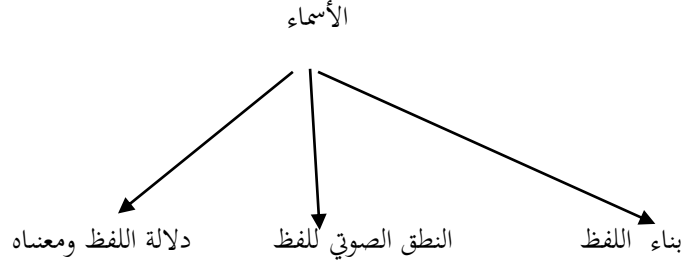 الأسماء
بناء اللفظ
النطق الصوتي للفظ
دلالة اللفظ ومعناه